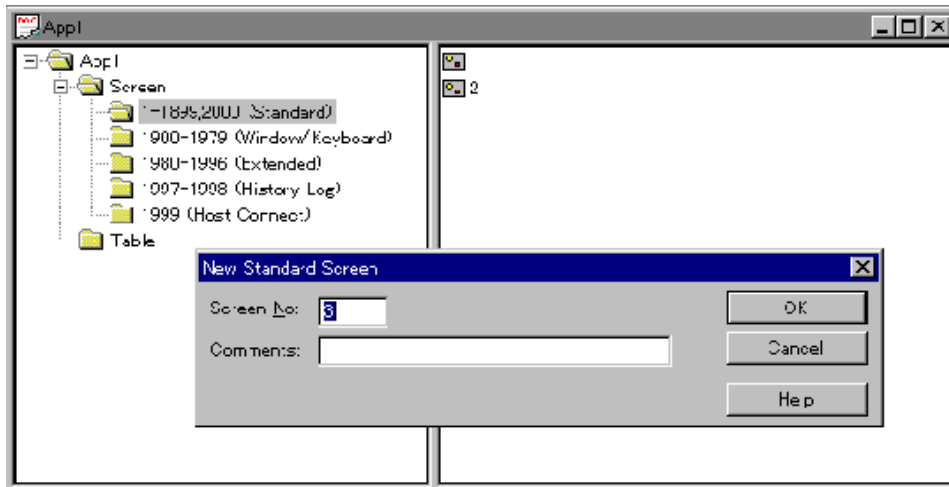 Appl
Appl
Screen
1-1899,2000 (Standard)
1900-1979 (Window/Keyboard)
1980-1996 (Extended)
1997-1998 (History Log)
1999 (Host Connect)
Table
2
New Standard Screen
Screen No:
3
OK
Comments:
Cancel
Help